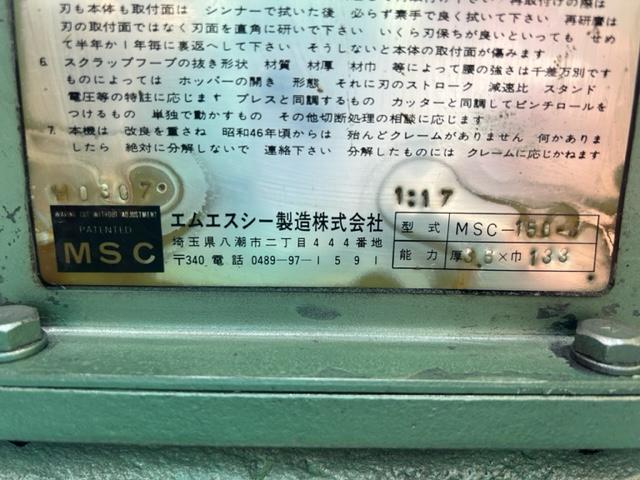 刃も本体も取付面は シンナーで拭いた後 必らず素手で良く拭いて下さい 再研磨は
刃の取付面ではなく刃面を直角に研いで下さい いくら刃保ちが良いといっても せめ
て半年か1年毎に裏返へして下さい そうしないと本体の取付面が傷みます
6. スクラップフープの抜き形状 材質 材厚 材巾 等によって腰の強さは千差万別です
ものによっては ホッパーの開き 形態 それに刃のストローク 減速比 スタンド
電圧等の特註に応じます プレスと同調するもの カッターと同調してピンチロールを
つけるもの 単独で動かすもの その他切断処理の相談に応じます
7. 本機は 改良を重さね 昭和46年頃からは 殆んどクレームがありません 何かありま
したら 絶対に分解しないで 連絡下さい 分解したものには クレームに応じかねます
H0307
1:17
PATENTED
MSC
エムエスシー製造株式会社
埼玉県八潮市二丁目444番地
〒340 電話 0489-97-1591
型式 MSC-150-
能力 厚3.5×巾133